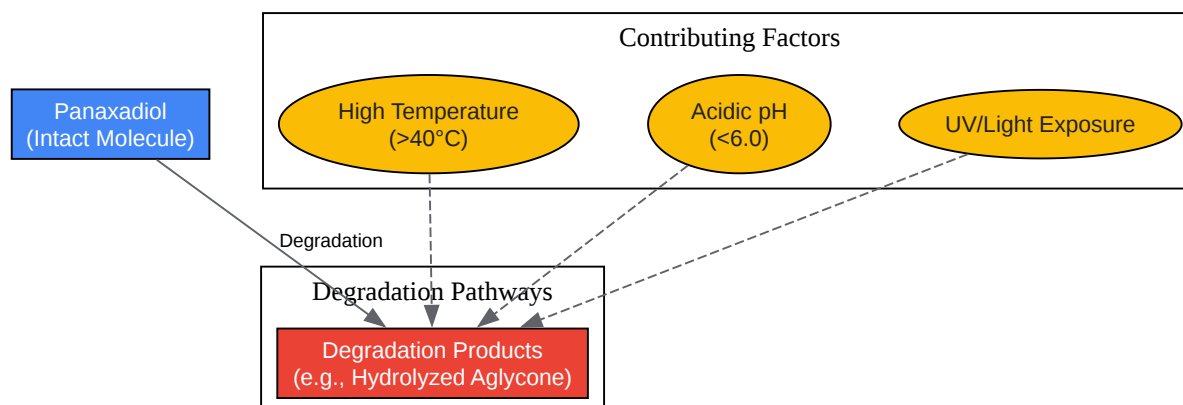 Contributing Factors
Panaxadiol
(Intact Molecule)
High Temperature
(>40°C)
Acidic pH
(<6.0)
UV/Light Exposure
Degradation
Degradation Pathways
Degradation Products
(e.g., Hydrolyzed Aglycone)